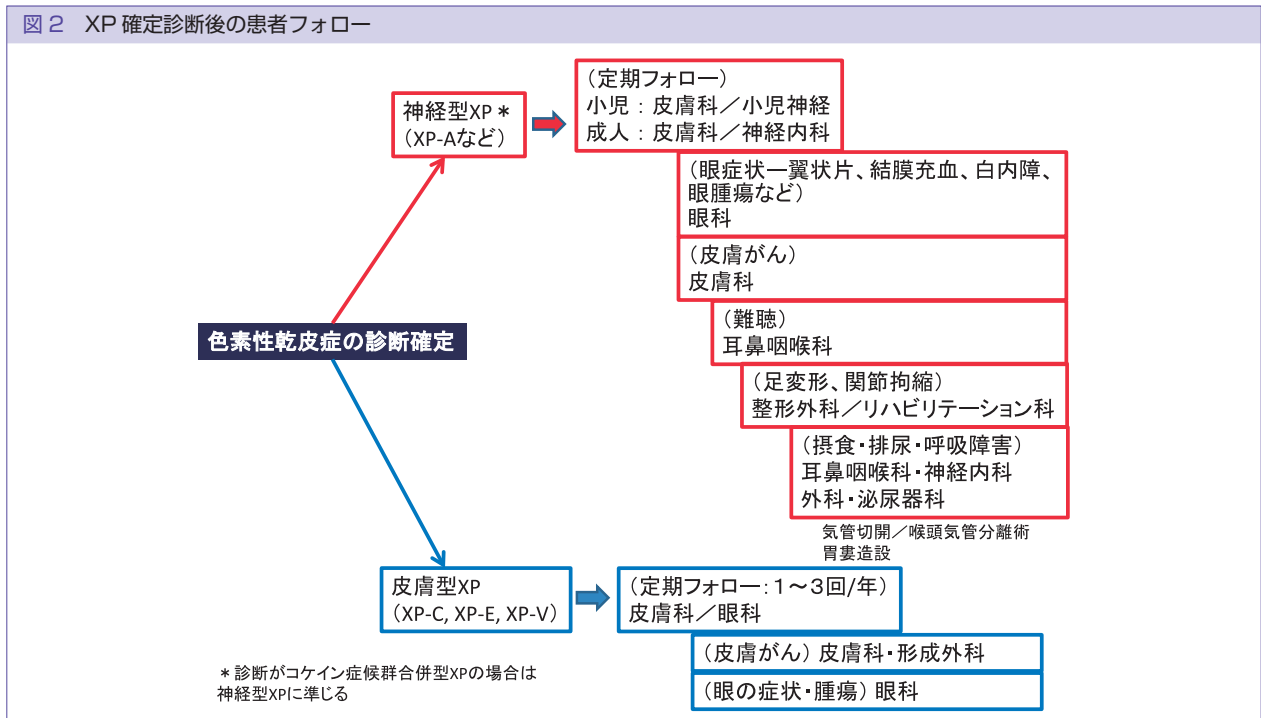 図2 XP確定診断後の患者フォロー
神経型XP*
(XP-Aなど)
(定期フォロー)
小児:皮膚科/小児神経
成人:皮膚科/神経内科
(眼症状―翼状片、結膜充血、白内障、
眼腫瘍など)
眼科
(皮膚がん)
皮膚科
(難聴)
耳鼻咽喉科
(足変形、関節拘縮)
整形外科/リハビリテーション科
(摂食・排尿・呼吸障害)
耳鼻咽喉科・神経内科
外科・泌尿器科
気管切開/喉頭気管分離術
胃婁造設
色素性乾皮症の診断確定
皮膚型XP
(XP-C, XP-E, XP-V)
(定期フォロー:1~3回/年)
皮膚科/眼科
(皮膚がん) 皮膚科・形成外科
(眼の症状・腫瘍) 眼科
*診断がコケイン症候群合併型XPの場合は
神経型XPに準じる